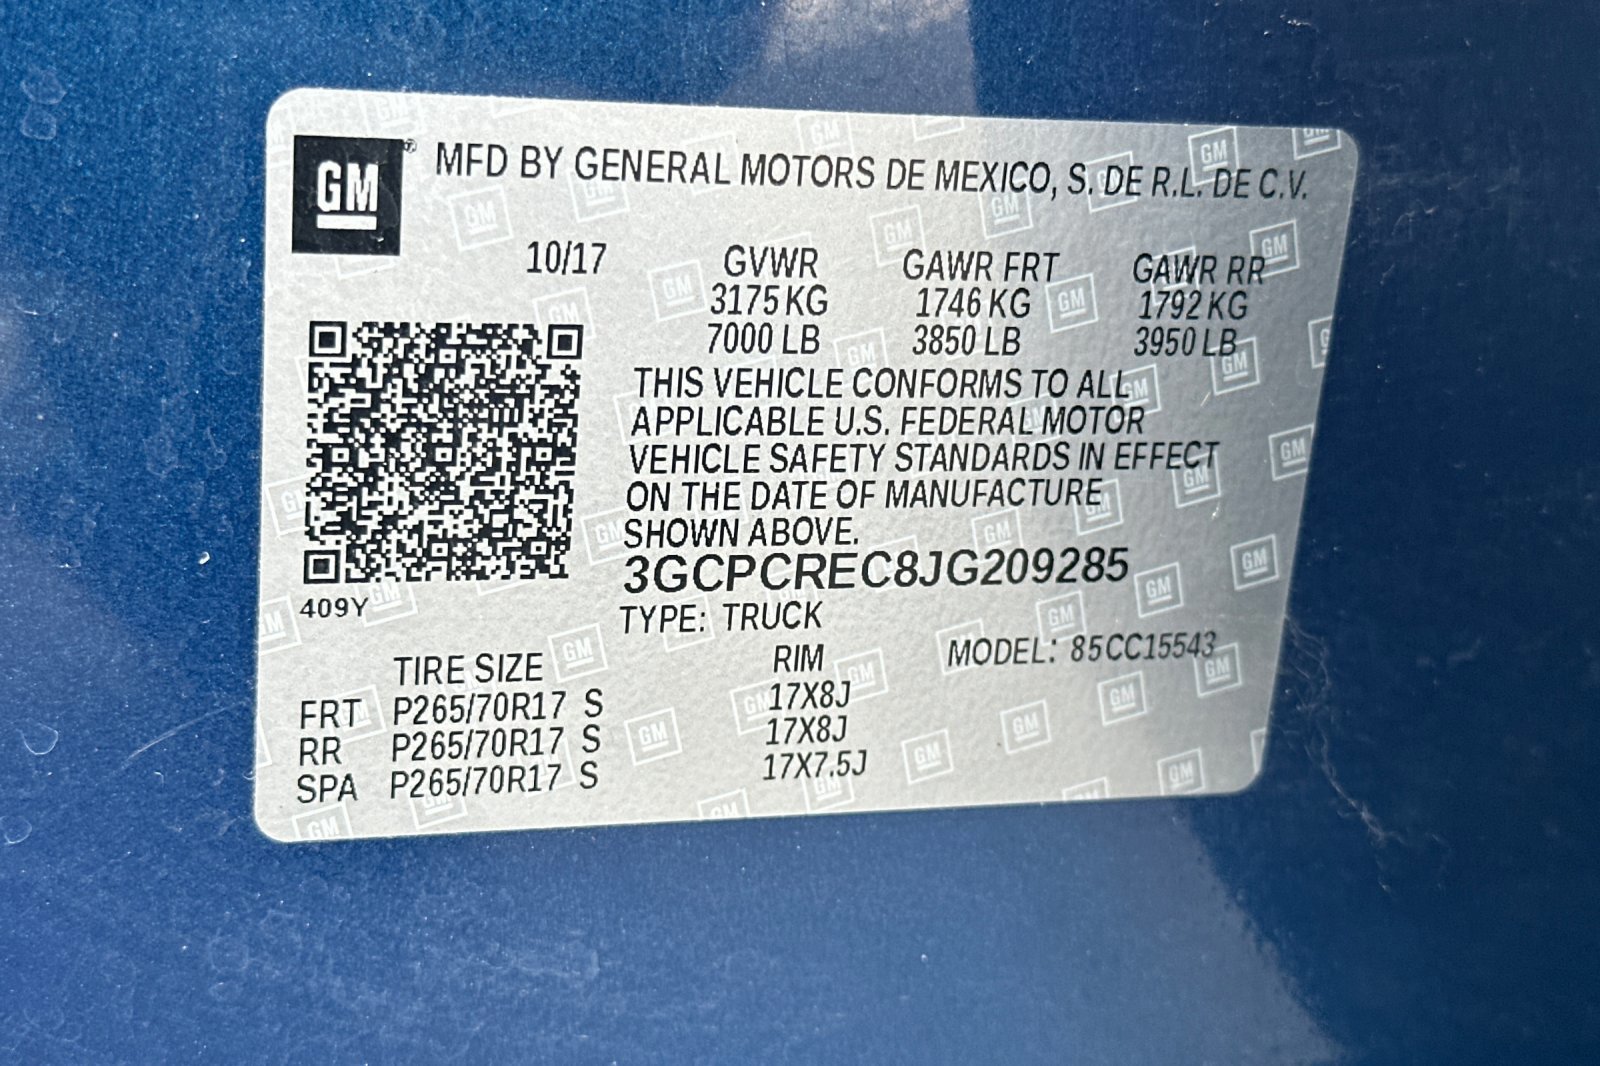 GM ® MFD BY GENERAL MOTORS DE MEXICO, S. DE R.L. DE C.V.
10/17 GVWR GAWR FRT GAWR RR
3175 KG 1746 KG 1792 KG
7000 LB 3850 LB 3950 LB
THIS VEHICLE CONFORMS TO ALL
APPLICABLE U.S. FEDERAL MOTOR
VEHICLE SAFETY STANDARDS IN EFFECT
ON THE DATE OF MANUFACTURE
SHOWN ABOVE.
3GCPCREC8JG209285
409Y
TYPE: TRUCK
TIRE SIZE RIM MODEL: 85CC15543
FRT P265/70R17 S 17X8J
RR P265/70R17 S 17X8J
SPA P265/70R17 S 17X7.5J